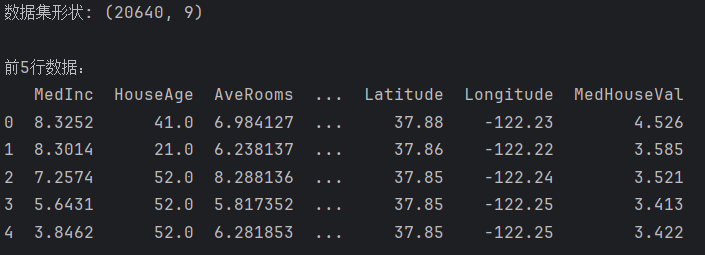 数据集形状: (20640, 9)
前5行数据:
MedInc HouseAge AveRooms ... Latitude Longitude MedHouseVal
0 8.3252 41.0 6.984127 ... 37.88 -122.23 4.526
1 8.3014 21.0 6.238137 ... 37.86 -122.22 3.585
2 7.2574 52.0 8.288136 ... 37.85 -122.24 3.521
3 5.6431 52.0 5.817352 ... 37.85 -122.25 3.413
4 3.8462 52.0 6.281853 ... 37.85 -122.25 3.422